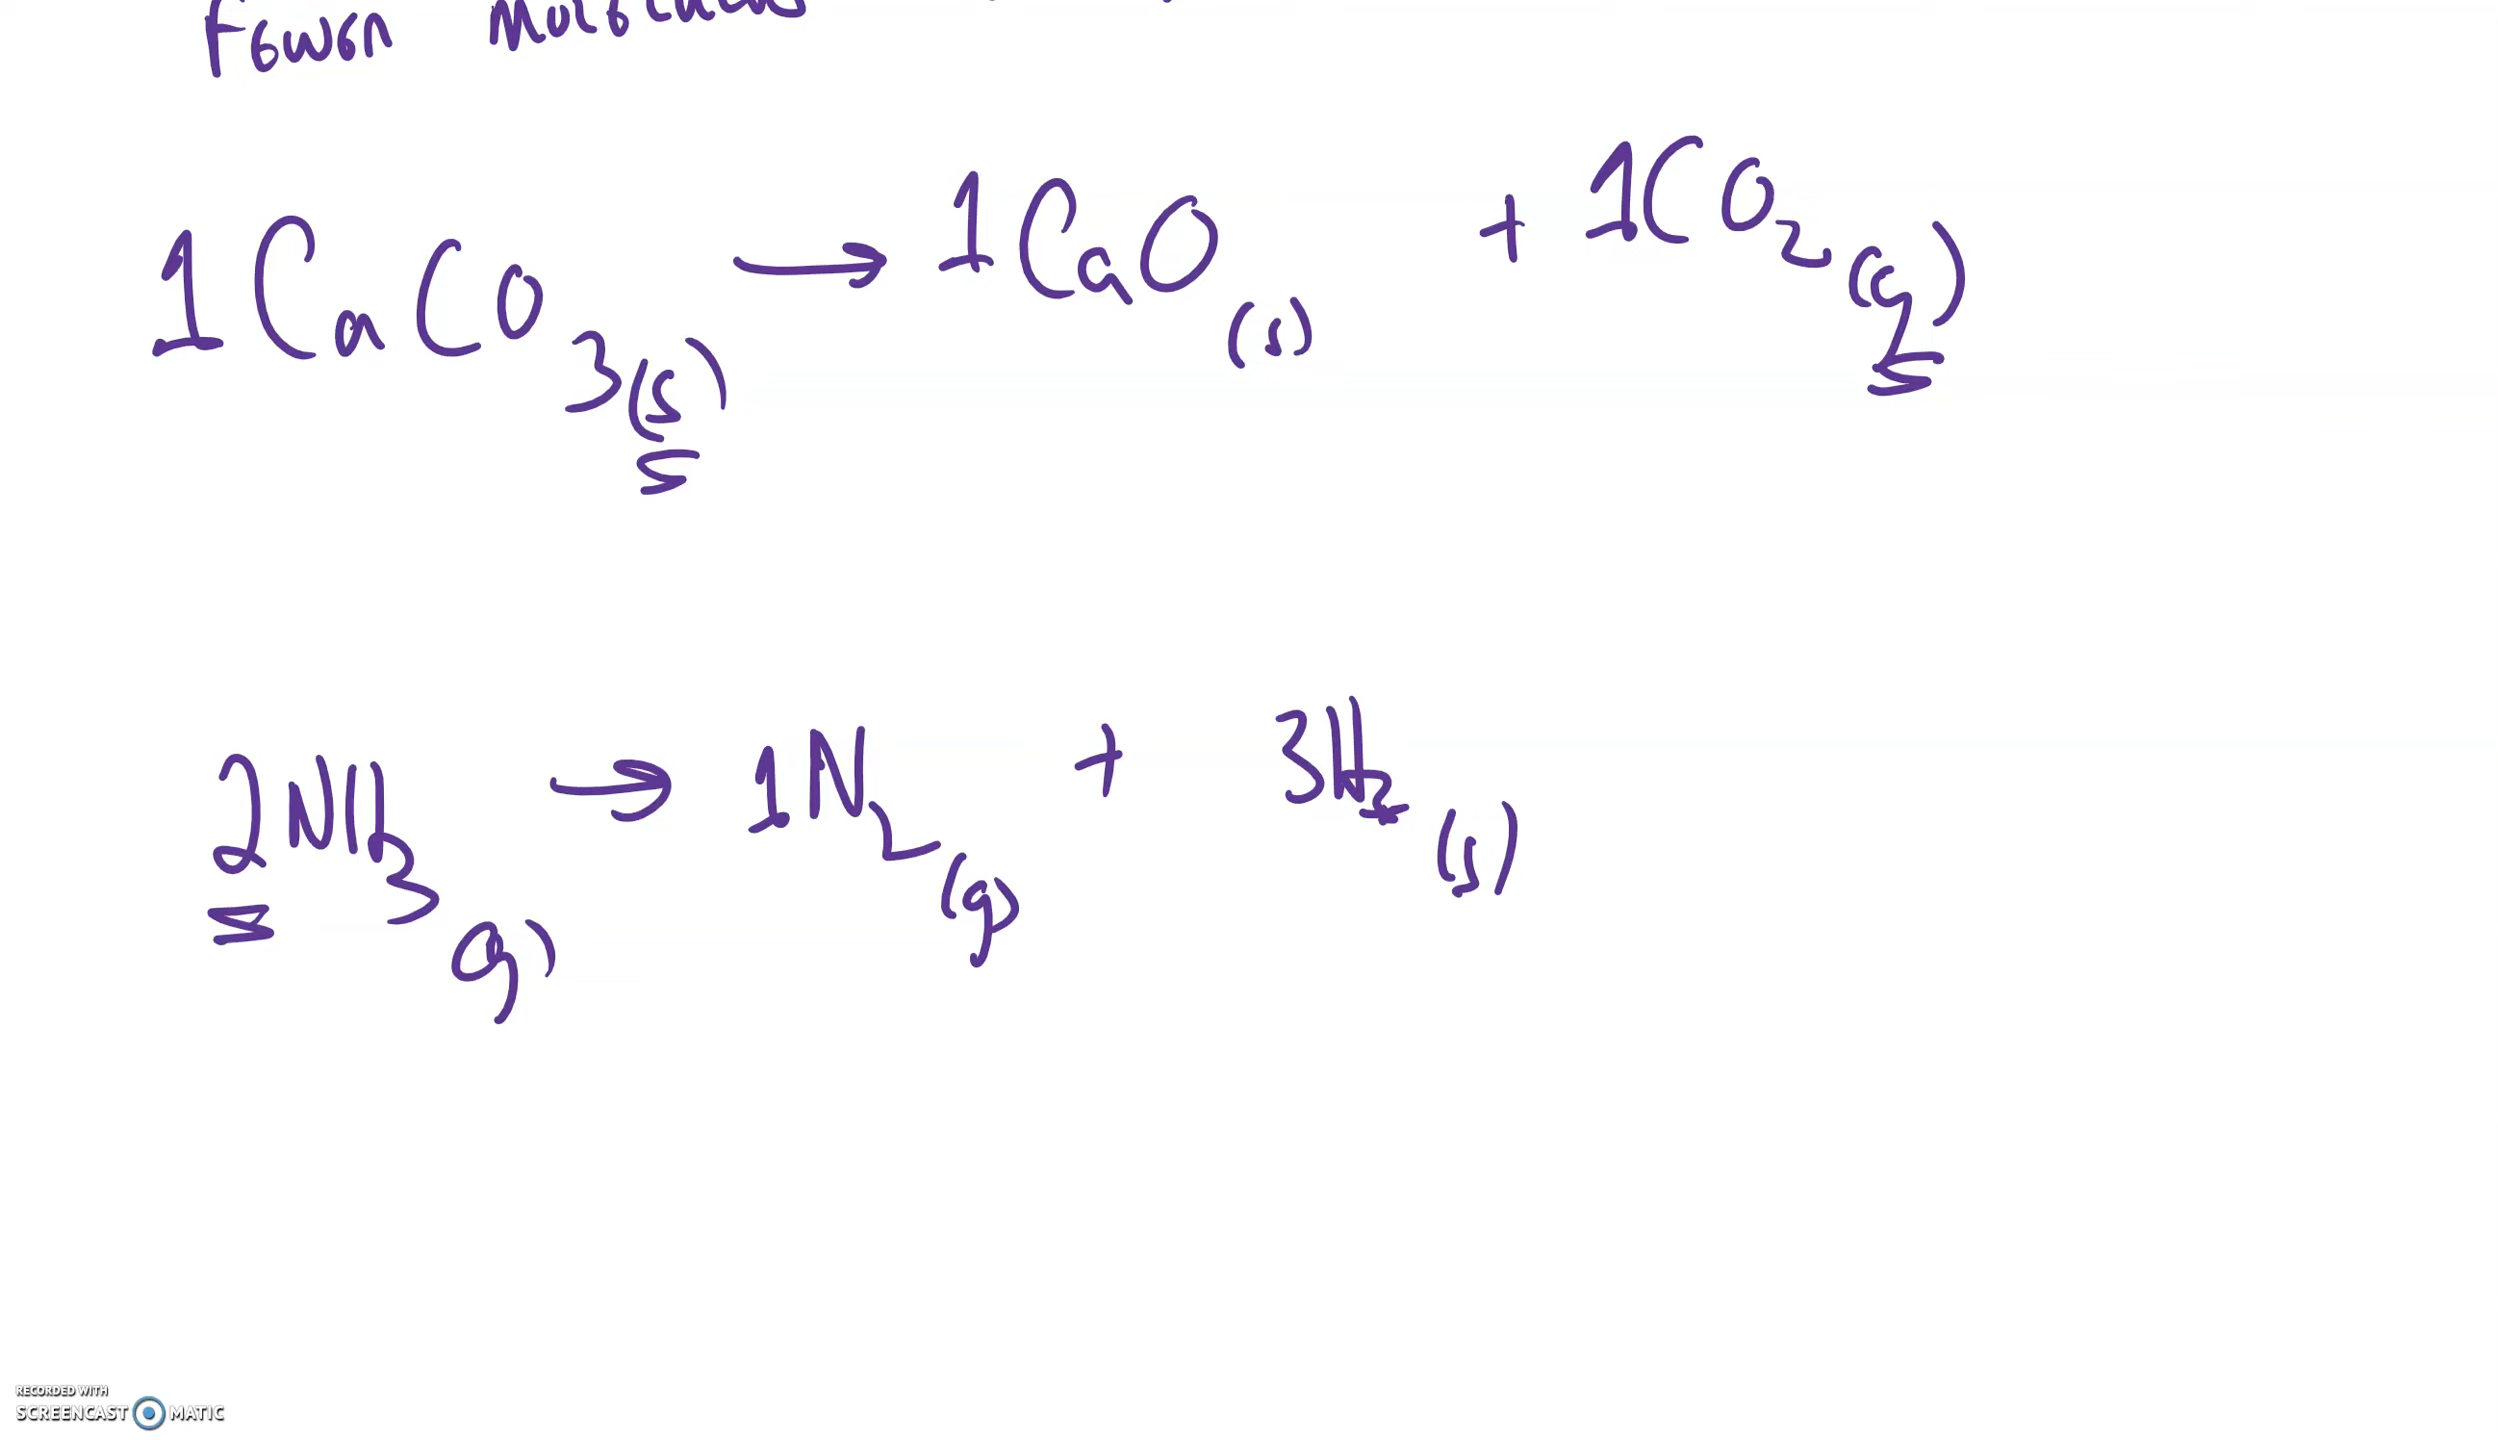 Fewer Molecules
1CaCO3(s) → 1CaO(s) + 1CO2(g)
2NH3(g) → 1N2(g) + 3H2(s)
RECORDED WITH
SCREENCAST MATIC